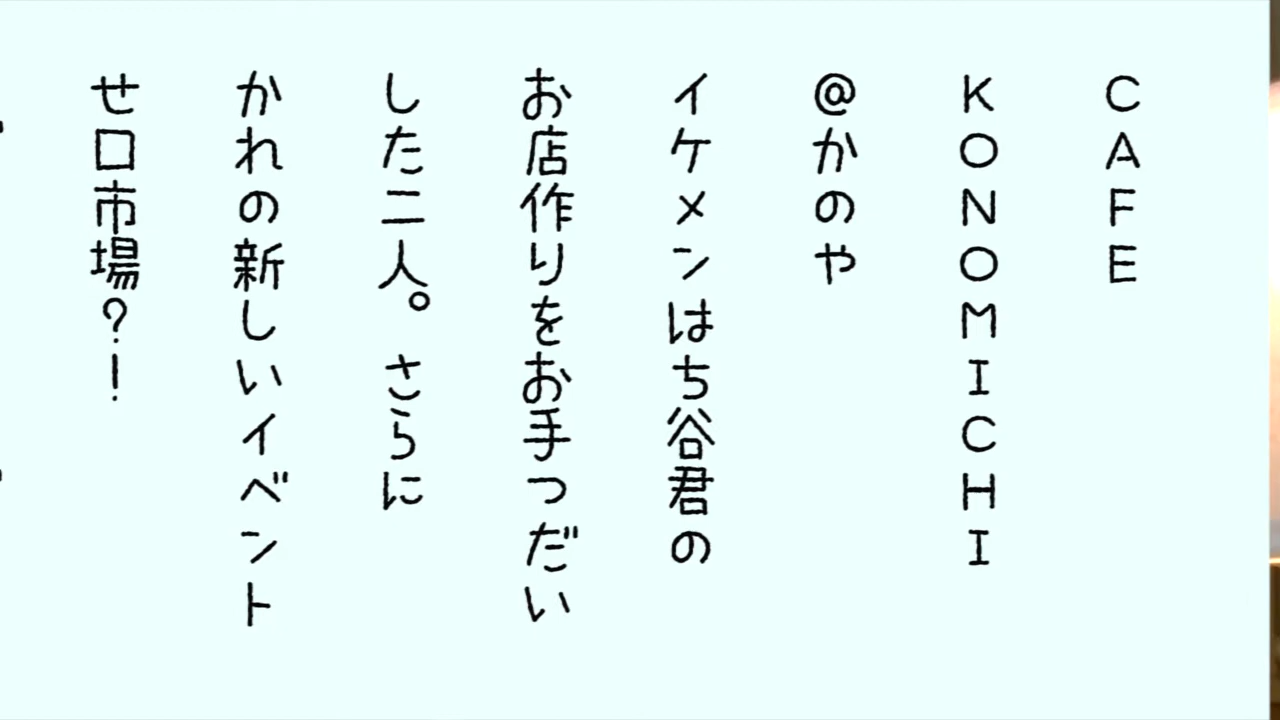 CAFE
KONOMICHI
@かのや
イケメンはち谷君の
お店作りをお手つだい
した二人。さらに
かれの新しいイベント
せ口市場?!